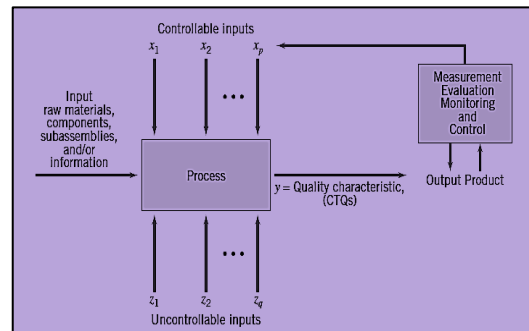 Controllable inputs
x1 x2 xp
Measurement
Evaluation
Monitoring
and
Control
Input
raw materials,
components,
subassemblies,
and/or
information
Process
y = Quality characteristic,
(CTQs)
Output Product
z1 z2 zq
Uncontrollable inputs